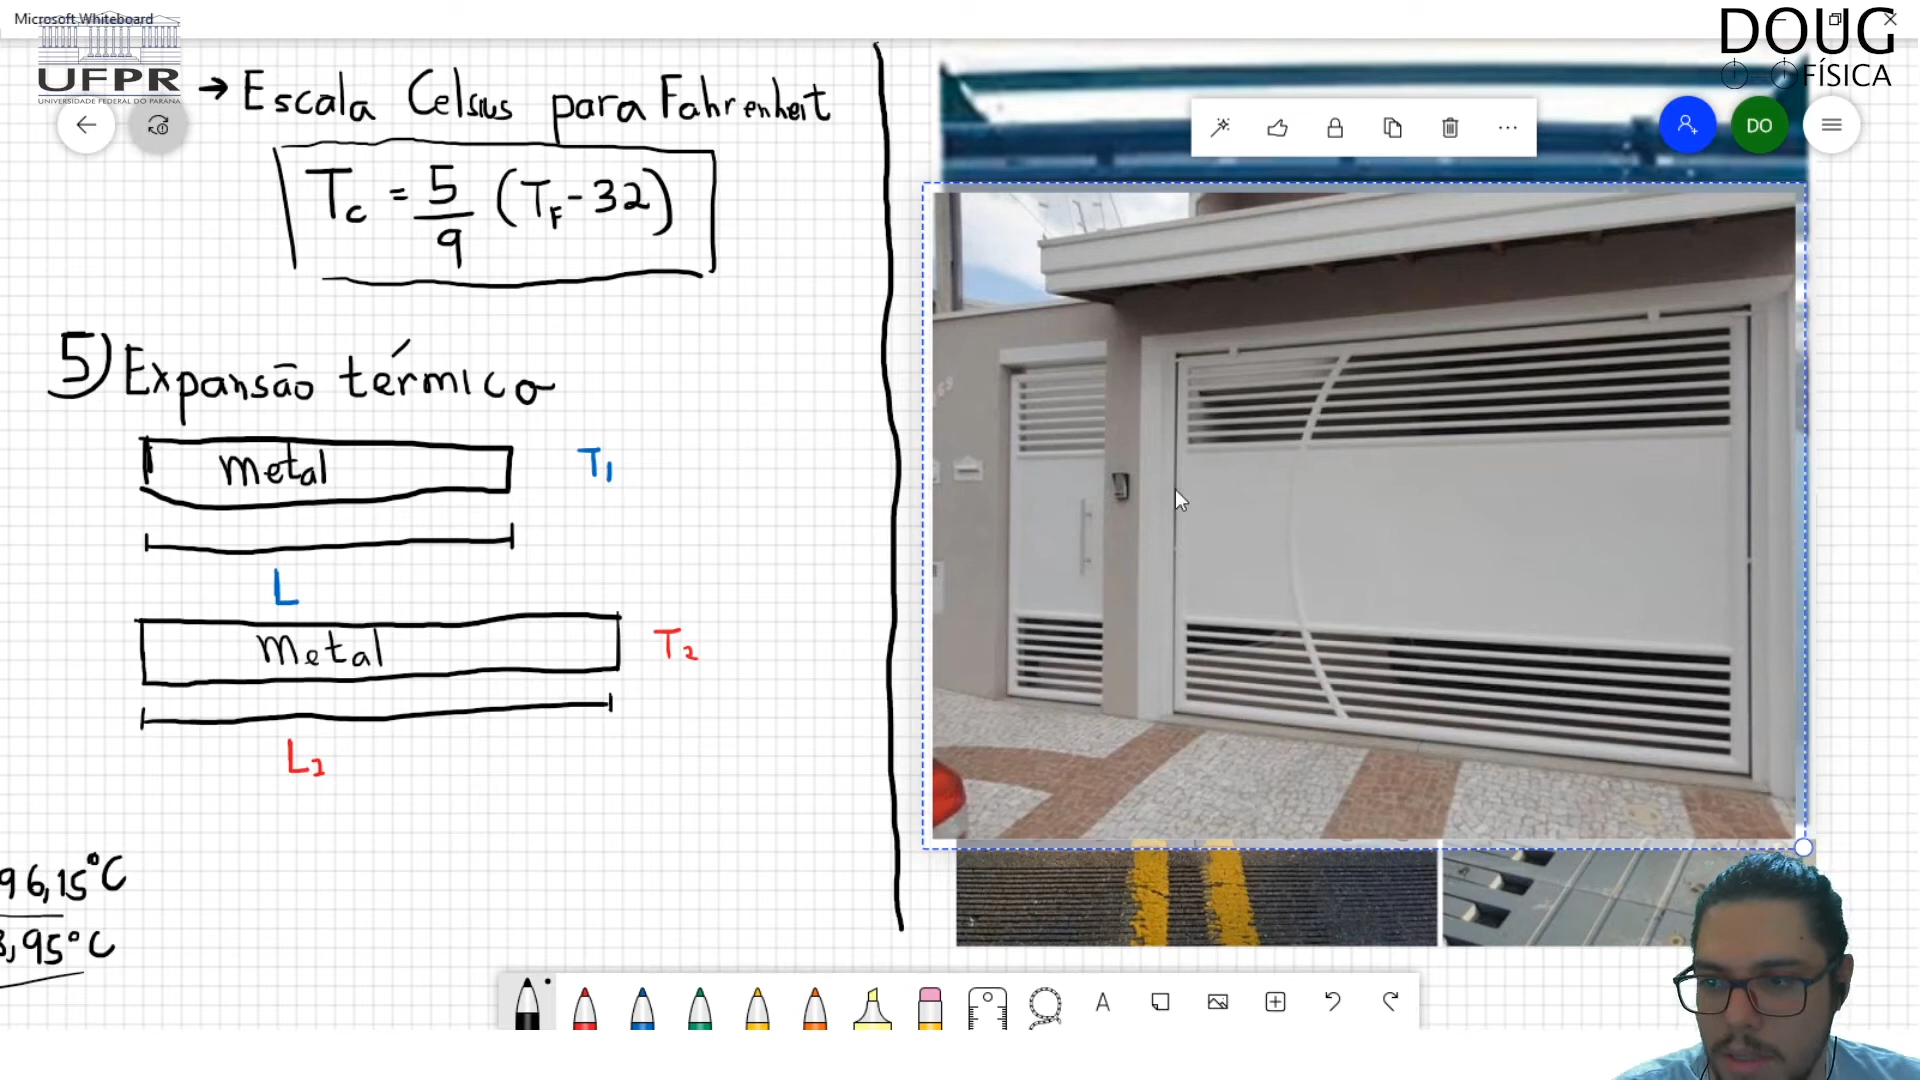 Microsoft Whiteboard
UFPR
UNIVERSIDADE FEDERAL DO PARANÁ
DOUG
FÍSICA
DO
→ Escala Celsius para Fahrenheit
Tc = 5/9 (TF - 32)
5) Expansão térmica
metal
T1
L
metal
T2
L2
96,15°C
,95°C
A